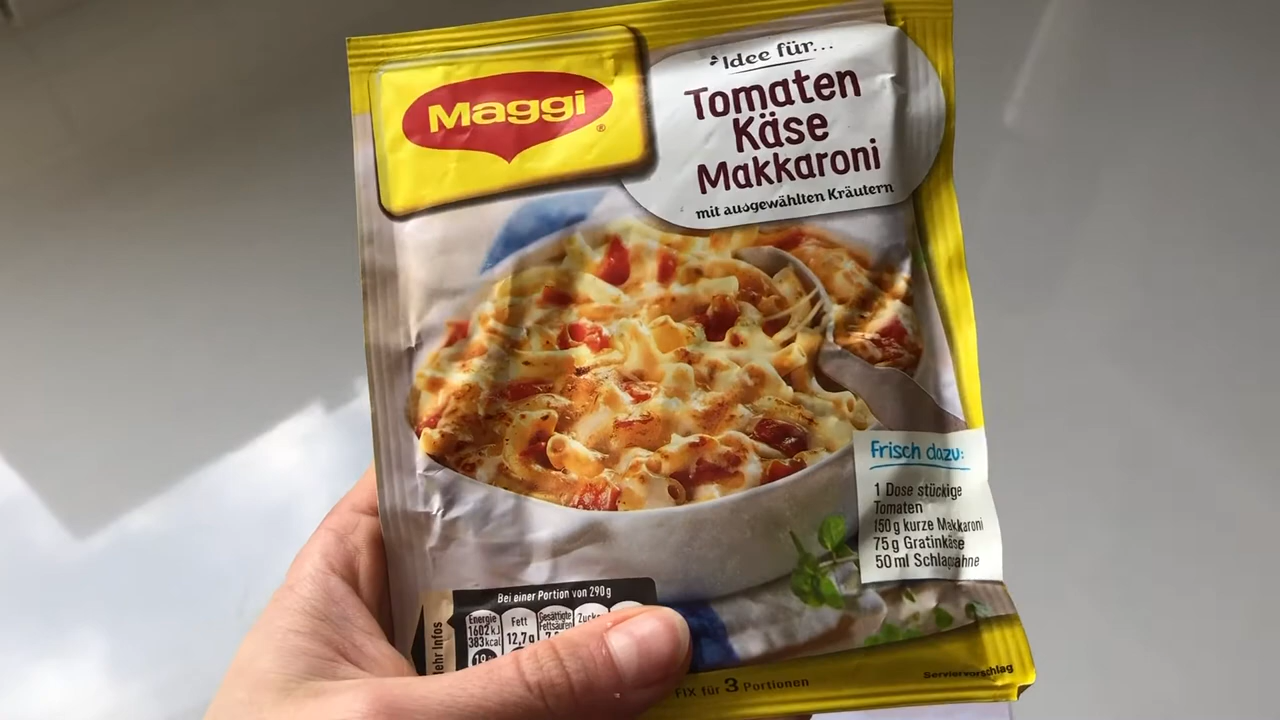 Maggi®
Idee für...
Tomaten
Käse
Makkaroni
mit ausgewählten Kräutern
Frisch dazu:
1 Dose stückige
Tomaten
150 g kurze Makkaroni
75 g Gratinkäse
50 ml Schlagsahne
Bei einer Portion von 290 g
Energie
1602 kJ
383 kcal
Fett
12,7 g
Gesättigte
Fettsäuren
Infos
FIX für 3 Portionen
Serviervorschlag